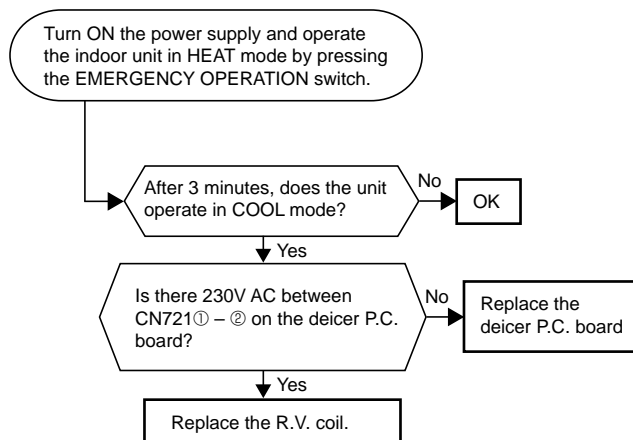 Turn ON the power supply and operate
the indoor unit in HEAT mode by pressing
the EMERGENCY OPERATION switch.
After 3 minutes, does the unit
operate in COOL mode?
No
OK
Yes
Is there 230V AC between
CN721① – ② on the deicer P.C.
board?
No
Replace the
deicer P.C. board
Yes
Replace the R.V. coil.